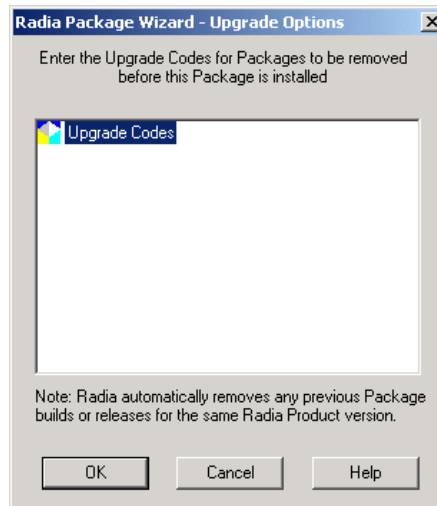 Radia Package Wizard - Upgrade Options
Enter the Upgrade Codes for Packages to be removed
before this Package is installed
Upgrade Codes
Note: Radia automatically removes any previous Package
builds or releases for the same Radia Product version.
OK Cancel Help